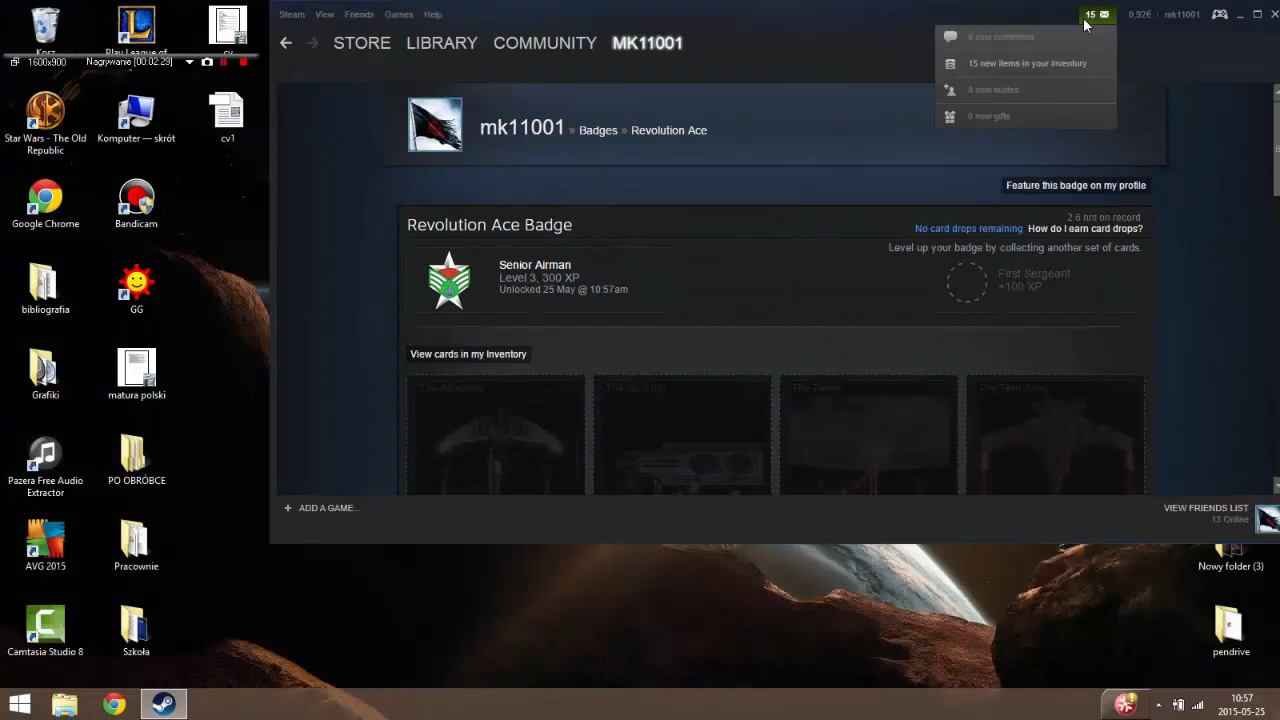 Steam View Friends Games Help
15 0,92€ mk11001
STORE LIBRARY COMMUNITY MK11001
0 new comments
15 new items in your inventory
0 new invites
0 new gifts
mk11001 » Badges » Revolution Ace
Feature this badge on my profile
Revolution Ace Badge
2.6 hrs on record
No card drops remaining How do I earn card drops?
Level up your badge by collecting another set of cards.
Senior Airman
Level 3, 300 XP
Unlocked 25 May @ 10:57am
First Sergeant
+100 XP
View cards in my Inventory
ADD A GAME...
VIEW FRIENDS LIST
13 Online
Kosz
Play League of
cv
1600x900 Nagrywanie [00:02:29]
Star Wars - The Old
Republic
Komputer — skrót
cv1
Google Chrome
Bandicam
bibliografia
GG
Grafiki
matura polski
Pazera Free Audio
Extractor
PO OBRÓBCE
AVG 2015
Pracownie
Camtasia Studio 8
Szkoła
Nowy folder (3)
pendrive
10:57
2015-05-25